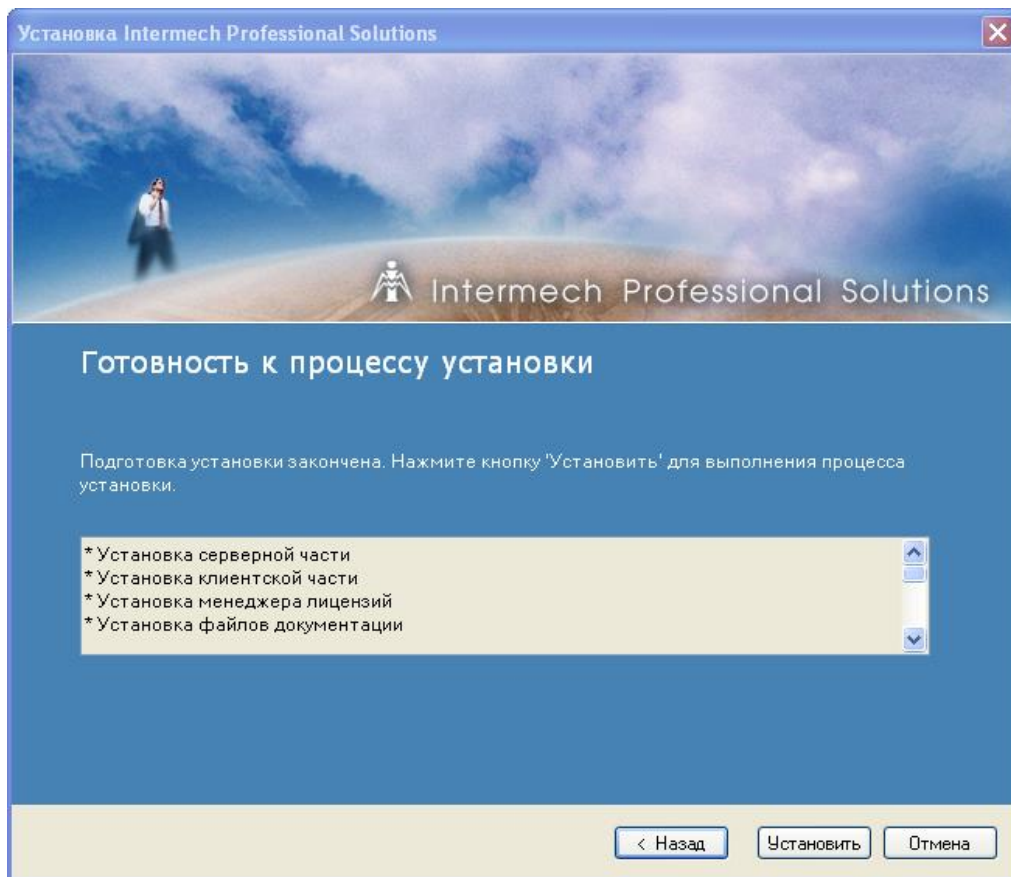 Установка Intermech Professional Solutions
Intermech Professional Solutions
Готовность к процессу установки
Подготовка установки закончена. Нажмите кнопку 'Установить' для выполнения процесса
установки.
* Установка серверной части
* Установка клиентской части
* Установка менеджера лицензий
* Установка файлов документации
< Назад
Установить
Отмена